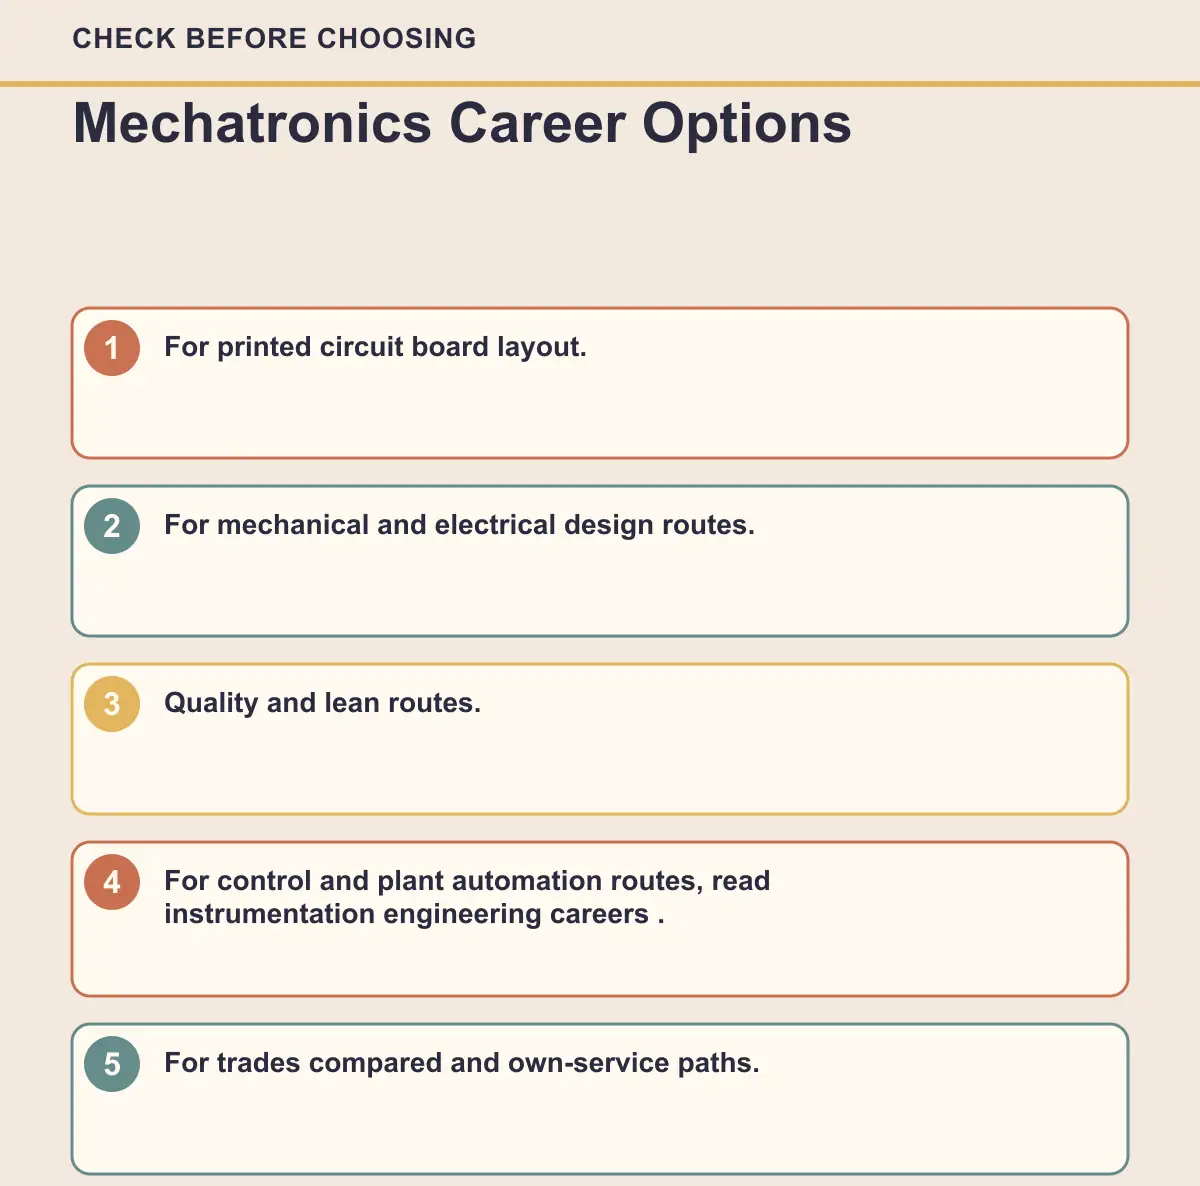 CHECK BEFORE CHOOSING
Mechatronics Career Options
1
For printed circuit board layout.
2
For mechanical and electrical design routes.
3
Quality and lean routes.
4
For control and plant automation routes, read
instrumentation engineering careers .
5
For trades compared and own-service paths.